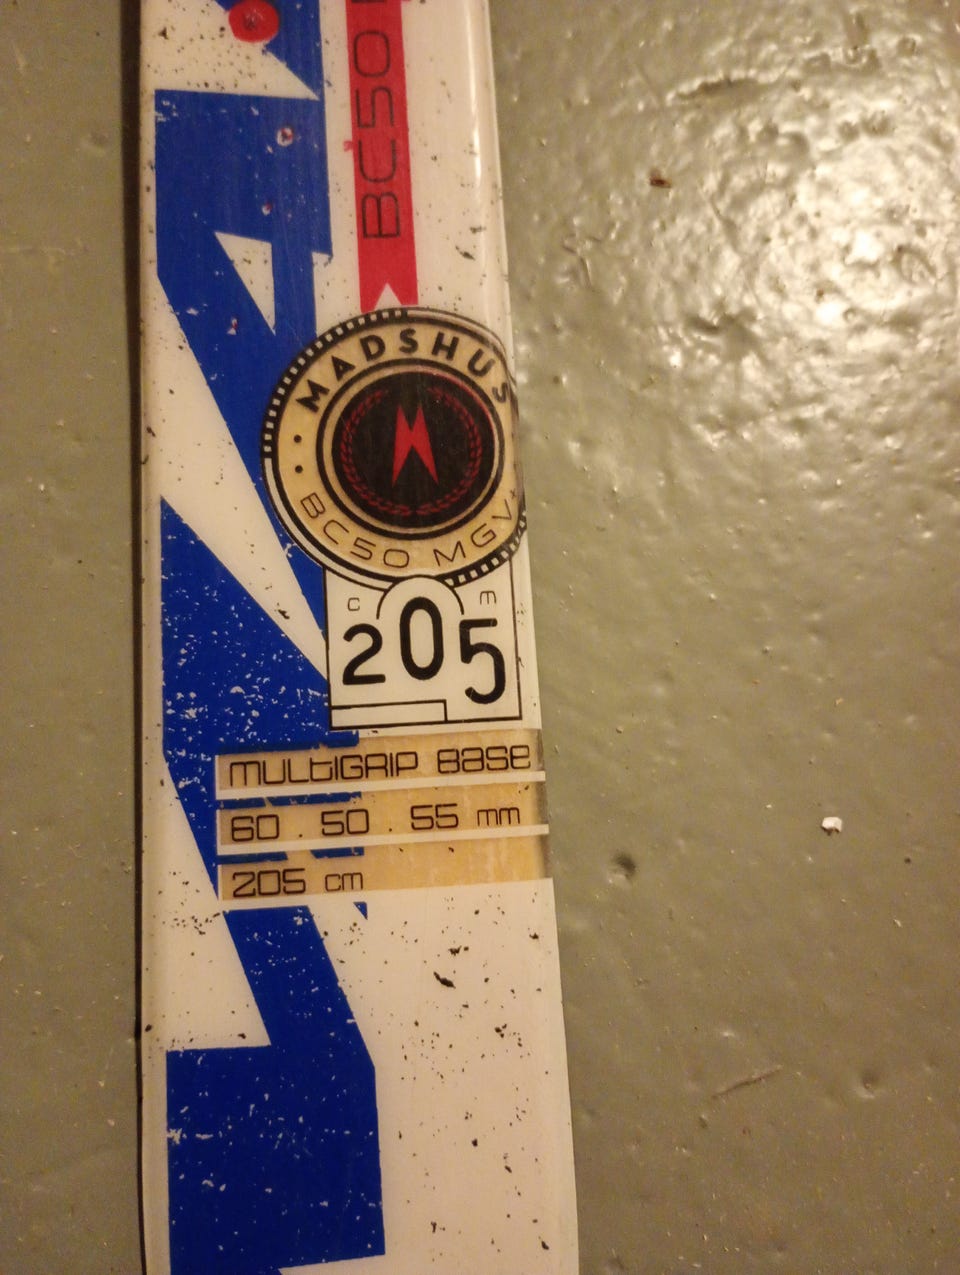 BC50
MADSHUS
BC50 MGV+
cm
205
MULTIGRIP BASE
60 . 50 . 55 mm
205 cm